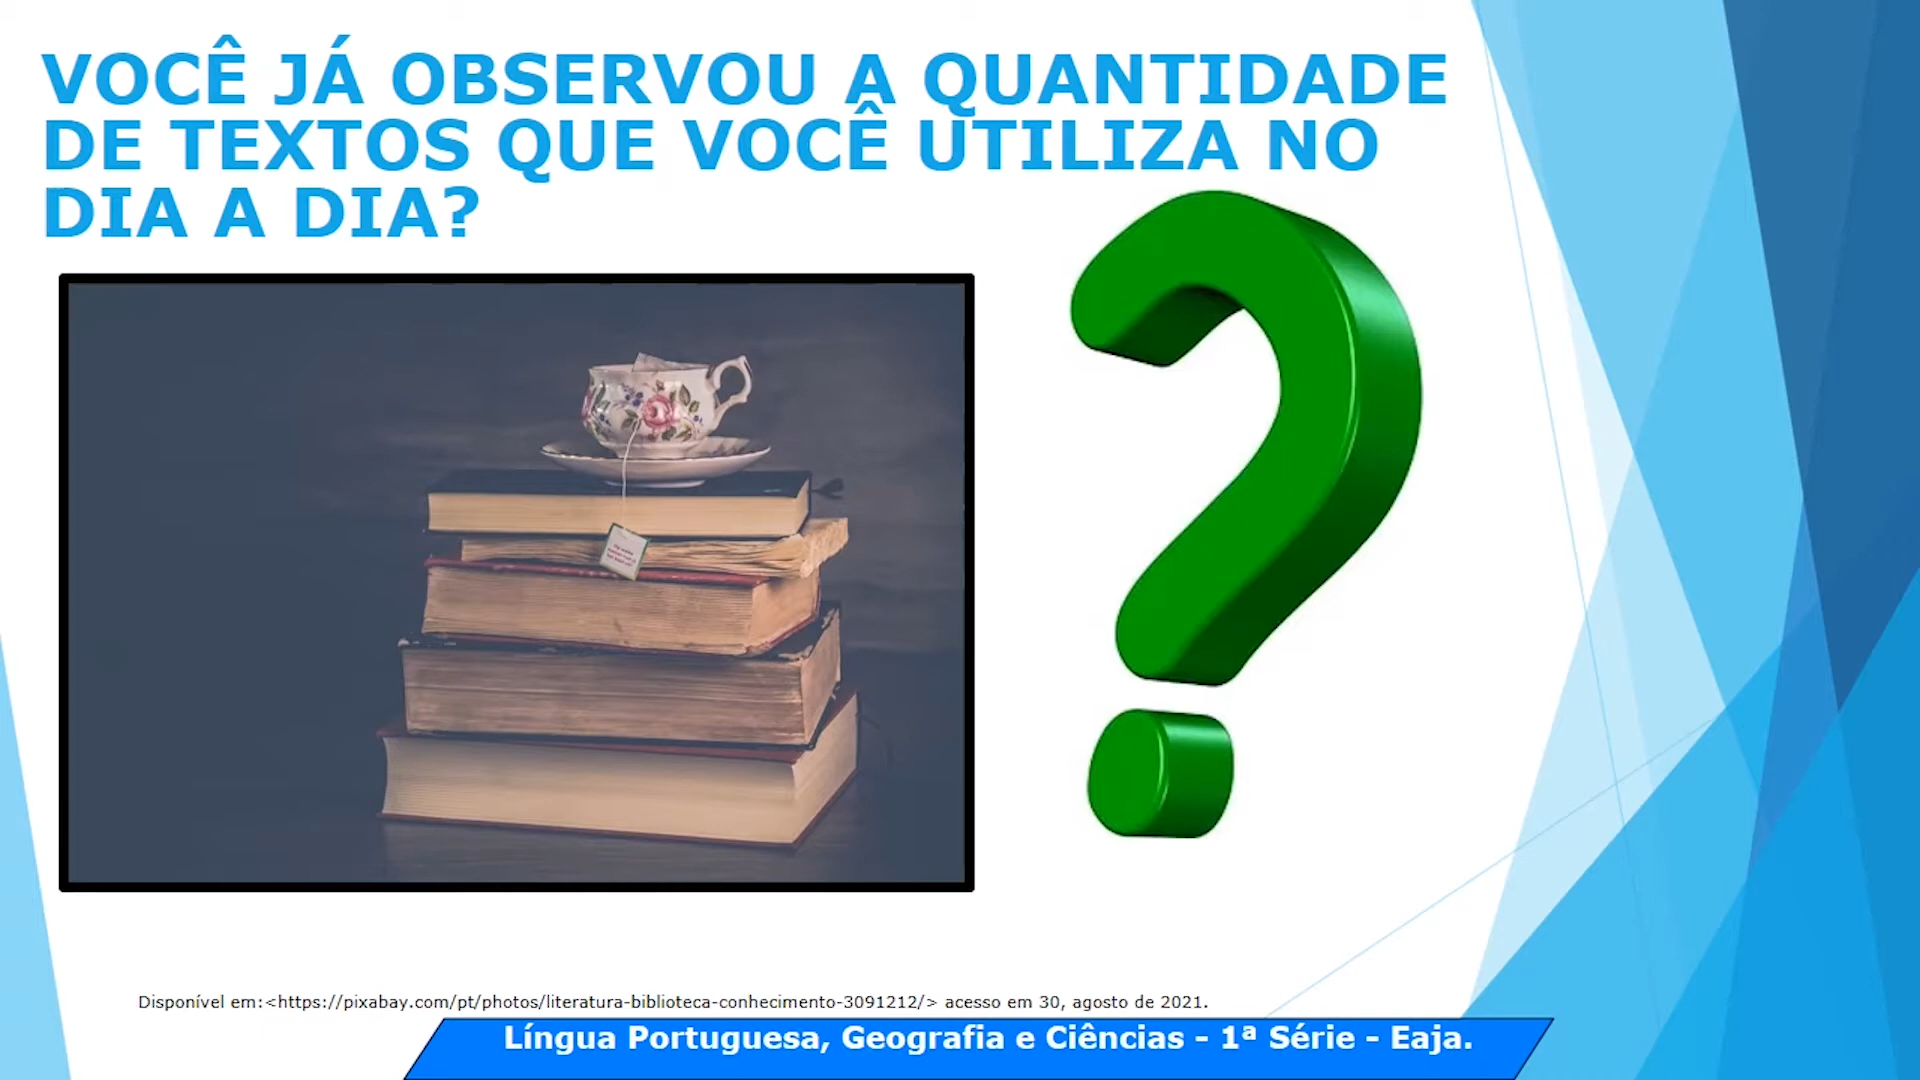 VOCÊ JÁ OBSERVOU A QUANTIDADE
DE TEXTOS QUE VOCÊ UTILIZA NO
DIA A DIA?
Disponível em:<https://pixabay.com/pt/photos/literatura-biblioteca-conhecimento-3091212/> acesso em 30, agosto de 2021.
Língua Portuguesa, Geografia e Ciências - 1ª Série - Eaja.